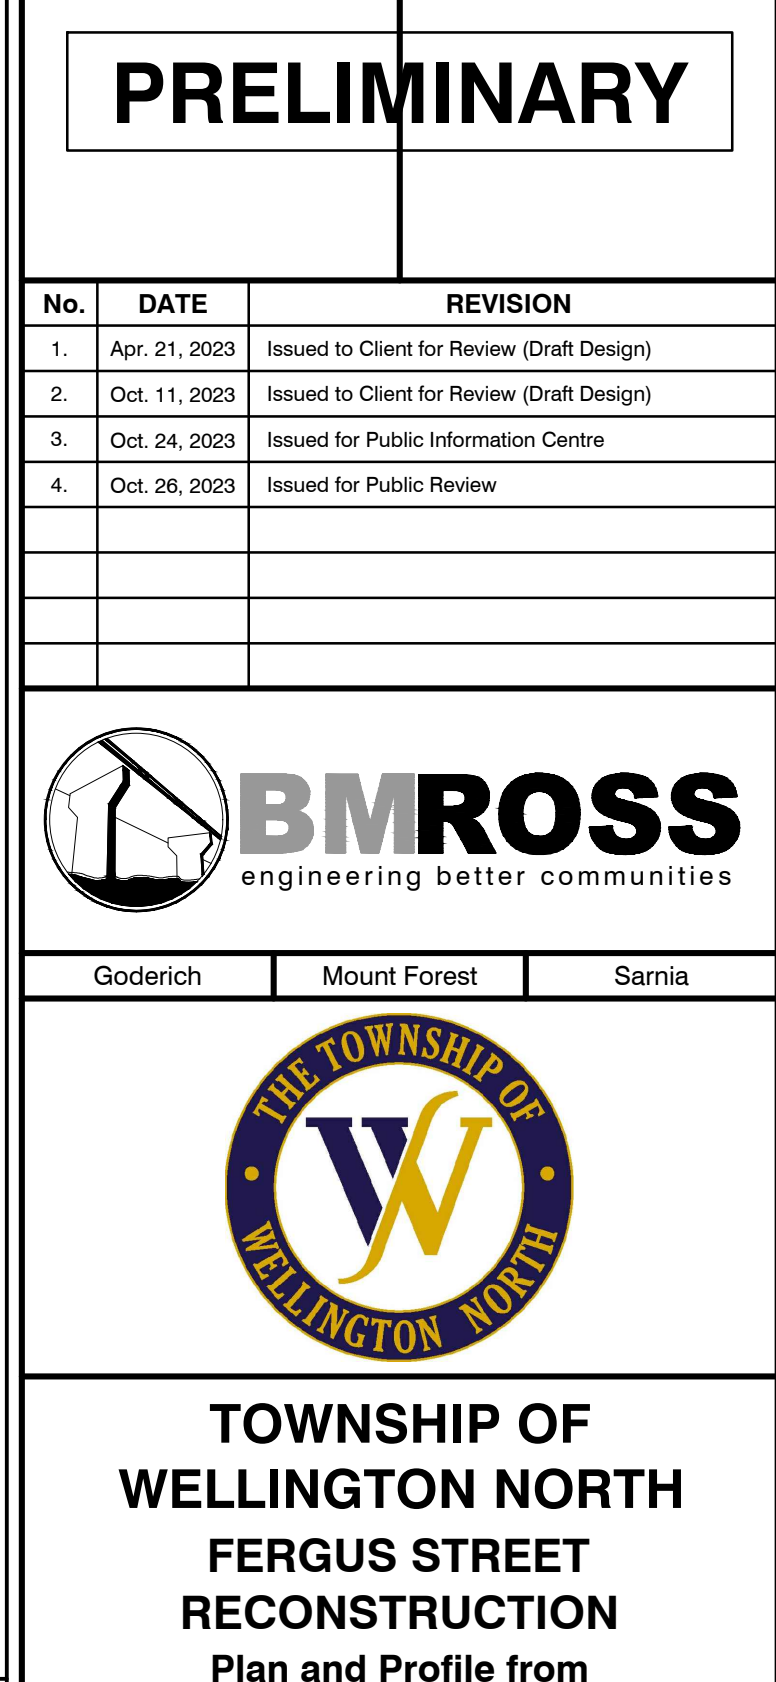 PRELIMINARY
No. DATE REVISION
1. Apr. 21, 2023 Issued to Client for Review (Draft Design)
2. Oct. 11, 2023 Issued to Client for Review (Draft Design)
3. Oct. 24, 2023 Issued for Public Information Centre
4. Oct. 26, 2023 Issued for Public Review
BMROSS
engineering better communities
Goderich Mount Forest Sarnia
THE TOWNSHIP OF
WN
WELLINGTON NORTH
TOWNSHIP OF
WELLINGTON NORTH
FERGUS STREET
RECONSTRUCTION
Plan and Profile from